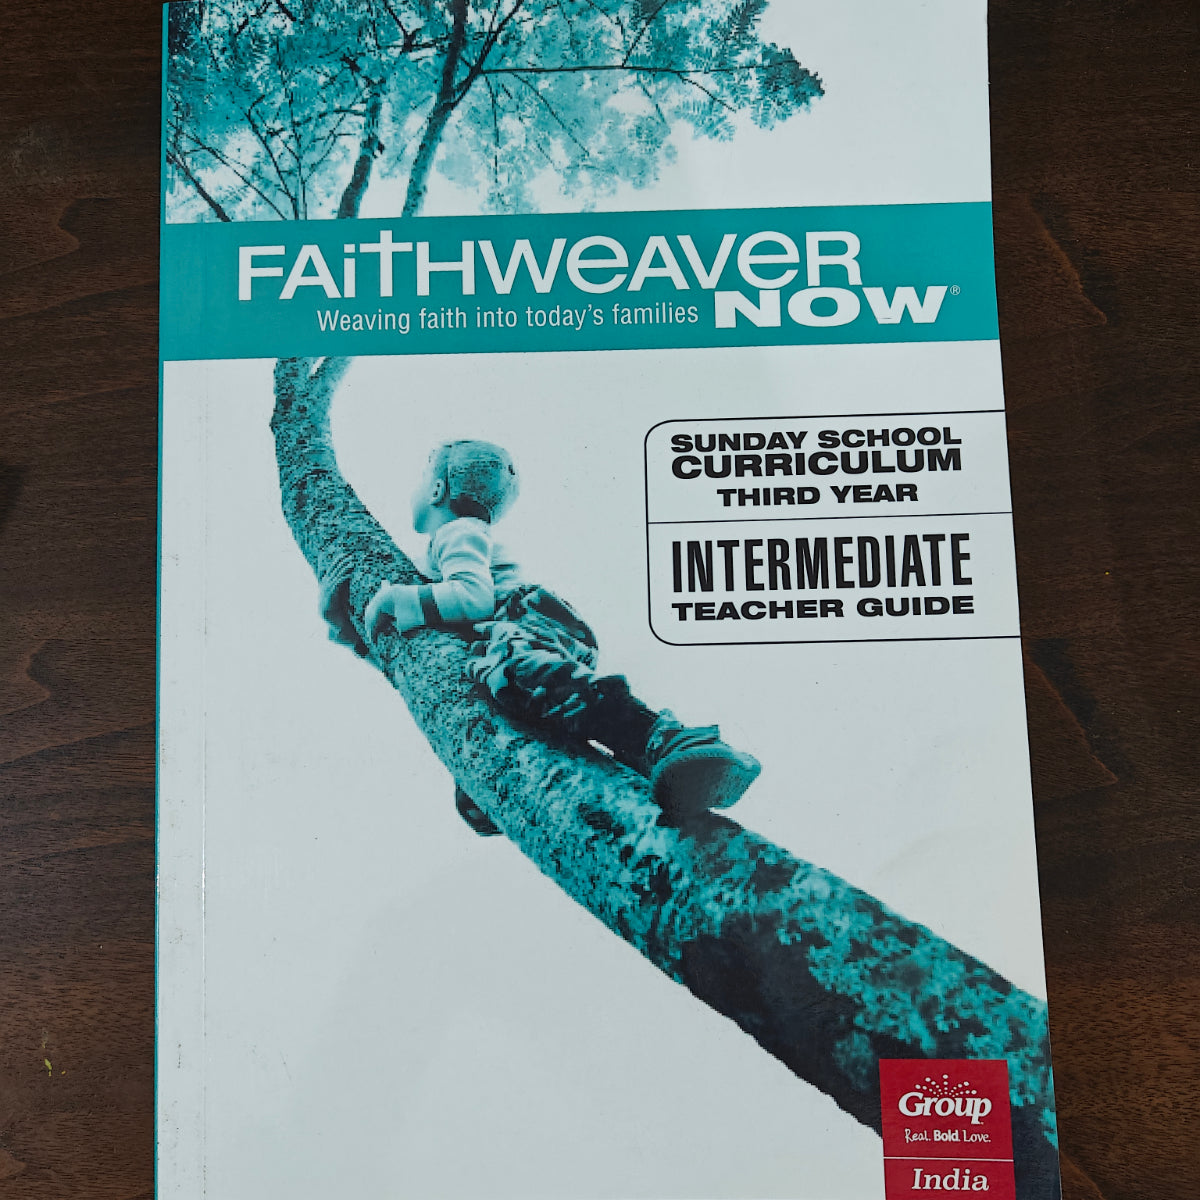 FAiTHWeAVeR
NOW®
Weaving faith into today's families
SUNDAY SCHOOL
CURRICULUM
THIRD YEAR
INTERMEDIATE
TEACHER GUIDE
Group
Real. Bold. Love.
India